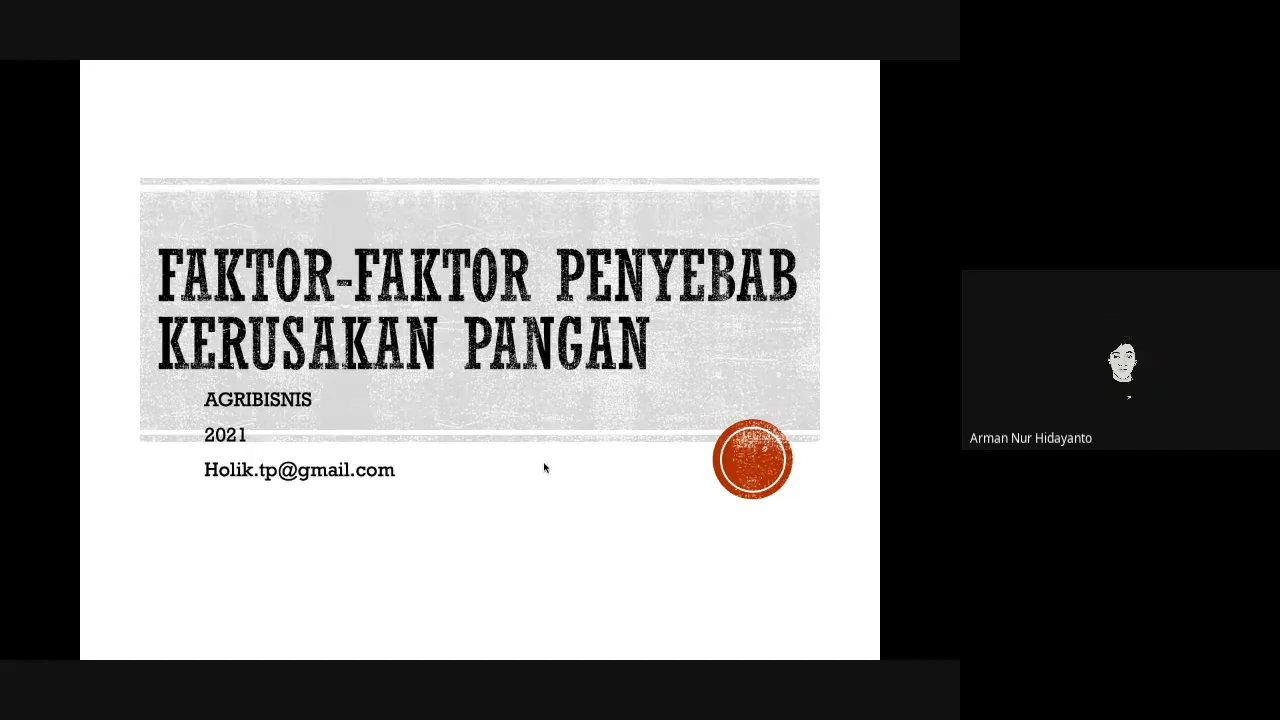 FAKTOR-FAKTOR PENYEBAB
KERUSAKAN PANGAN
AGRIBISNIS
2021
Holik.tp@gmail.com
Arman Nur Hidayanto